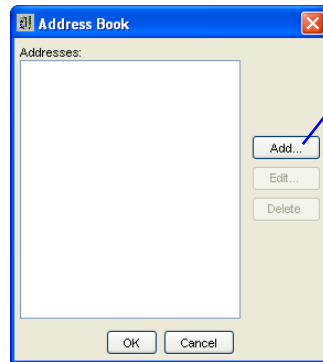 Address Book
Addresses:
Add...
Edit...
Delete
OK Cancel